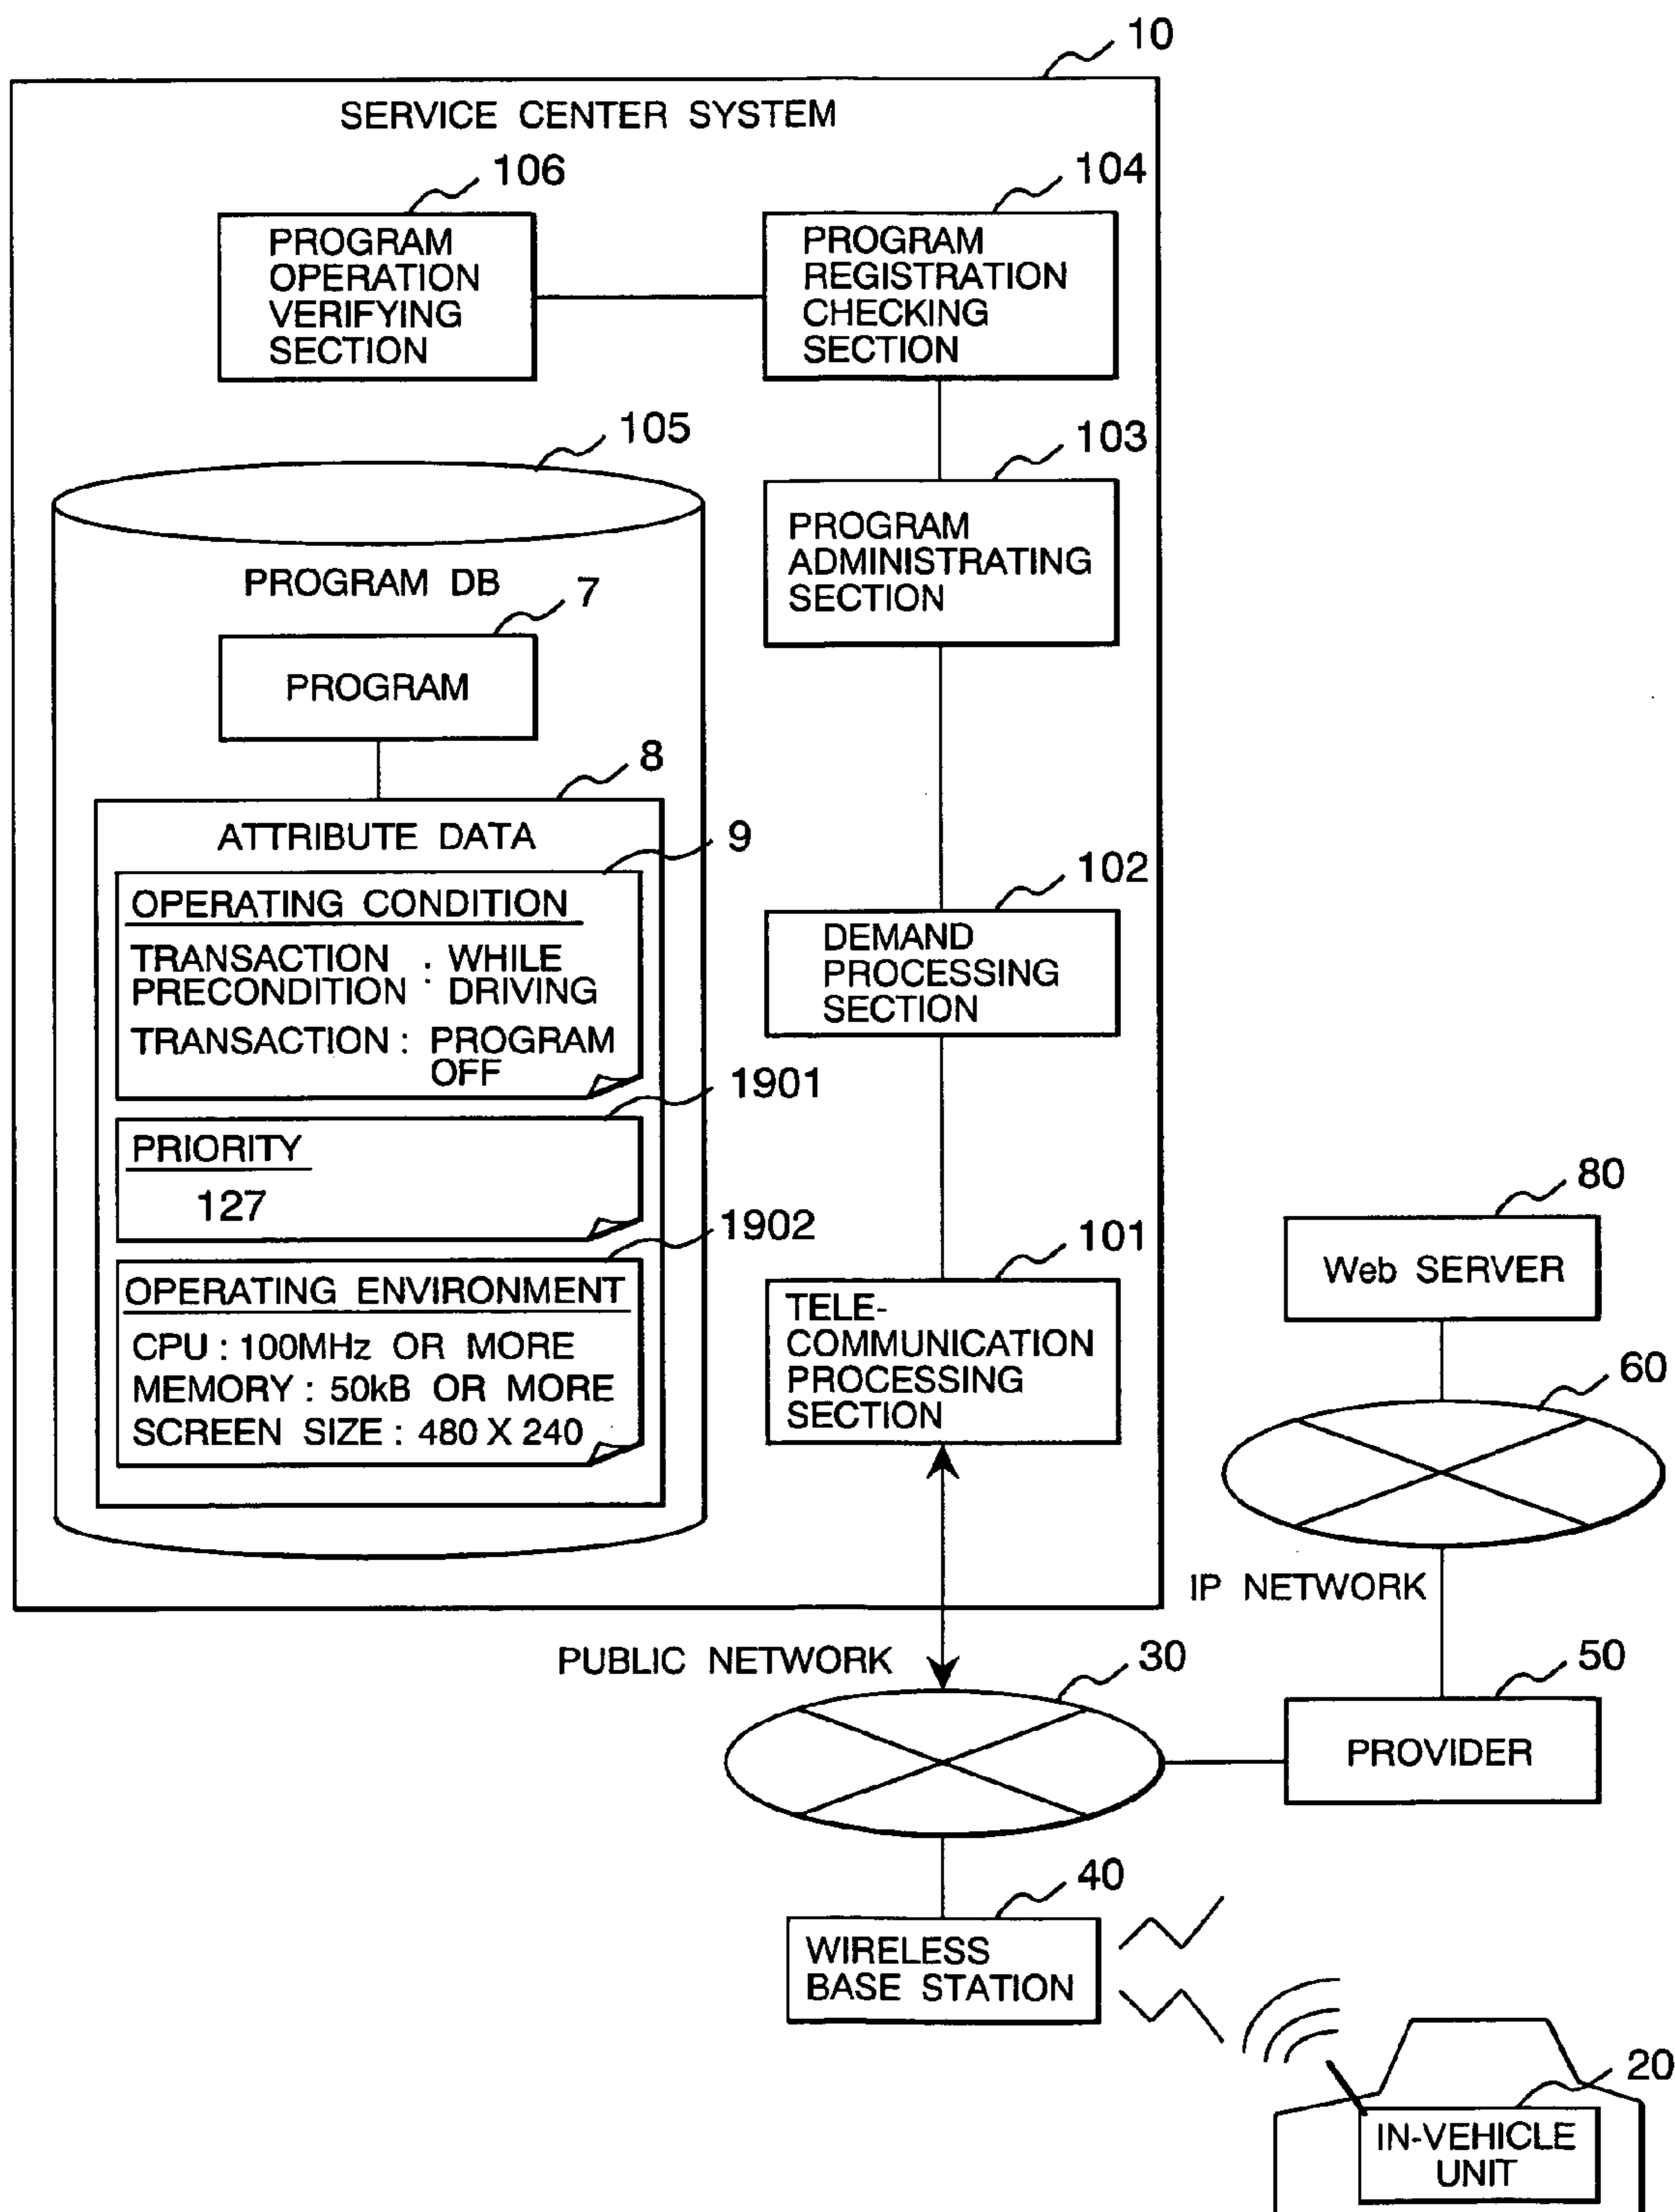 10
SERVICE CENTER SYSTEM
106
PROGRAM
OPERATION
VERIFYING
SECTION
104
PROGRAM
REGISTRATION
CHECKING
SECTION
105
PROGRAM DB
7
PROGRAM
8
ATTRIBUTE DATA
9
OPERATING CONDITION
TRANSACTION PRECONDITION : WHILE DRIVING
TRANSACTION : PROGRAM
OFF
1901
PRIORITY
127
1902
OPERATING ENVIRONMENT
CPU : 100MHz OR MORE
MEMORY : 50kB OR MORE
SCREEN SIZE : 480 X 240
103
PROGRAM
ADMINISTRATING
SECTION
102
DEMAND
PROCESSING
SECTION
101
TELE-
COMMUNICATION
PROCESSING
SECTION
80
Web SERVER
60
IP NETWORK
PUBLIC NETWORK
30
50
PROVIDER
40
WIRELESS
BASE STATION
20
IN-VEHICLE
UNIT